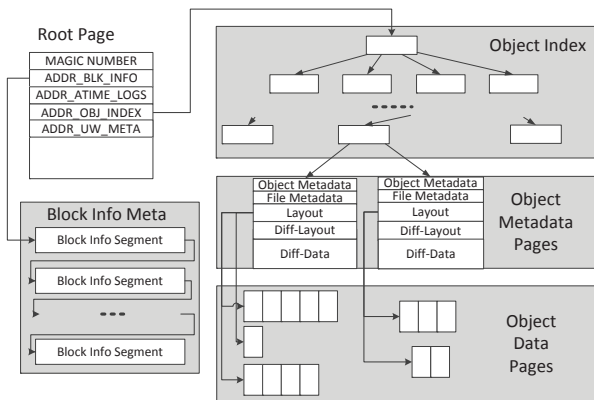 Root Page
MAGIC NUMBER
ADDR_BLK_INFO
ADDR_ATIME_LOGS
ADDR_OBJ_INDEX
ADDR_UW_META
Object Index
Block Info Meta
Block Info Segment
Block Info Segment
Block Info Segment
Object Metadata
File Metadata
Layout
Diff-Layout
Diff-Data
Object Metadata
File Metadata
Layout
Diff-Layout
Diff-Data
Object
Metadata
Pages
Object
Data
Pages